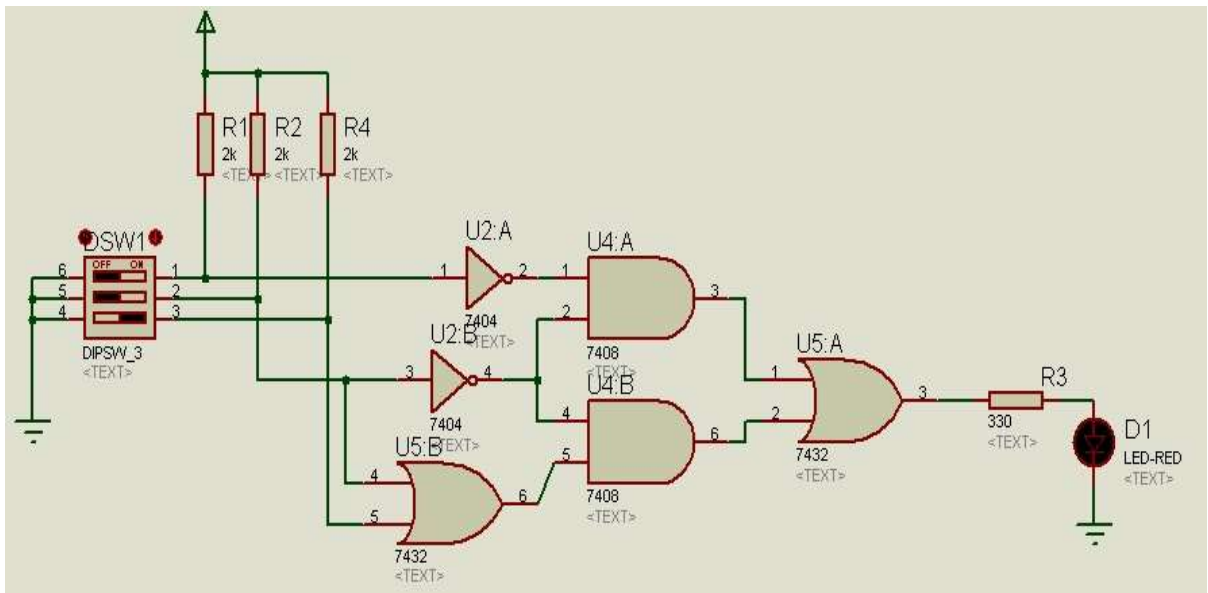 R1
2k
<TEXT>
R2
2k
<TEXT>
R4
2k
<TEXT>
DSW1
OFF ON
6
5
4
1
2
3
DIPSW_3
<TEXT>
U2:A
1
2
7404
<TEXT>
U2:B
3
4
7404
<TEXT>
U5:B
4
5
6
7432
<TEXT>
U4:A
1
2
3
7408
<TEXT>
U4:B
4
5
6
7408
<TEXT>
U5:A
1
2
3
7432
<TEXT>
R3
330
<TEXT>
D1
LED-RED
<TEXT>